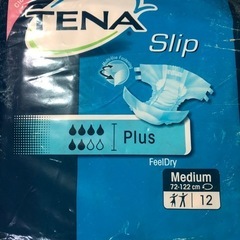 TENA
Slip
Plus
FeelDry
Medium
72-122 cm
12